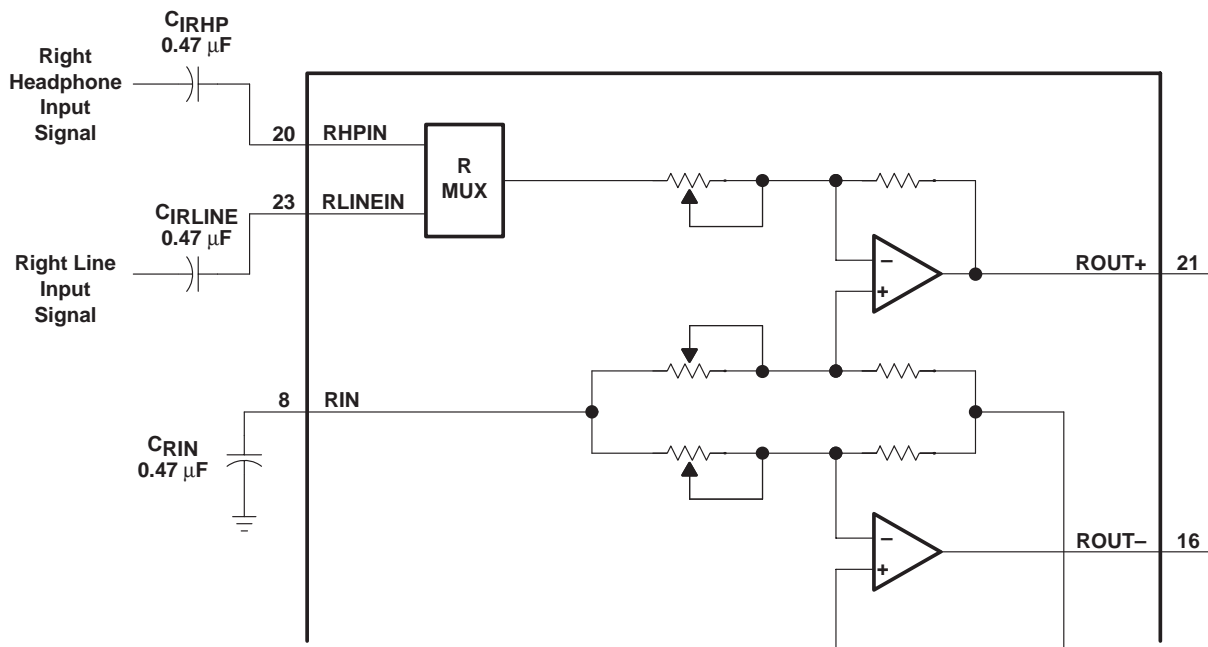 CIRHP
0.47 μF
Right
Headphone
Input
Signal
20 RHPIN
R
MUX
23 RLINEIN
CIRLINE
0.47 μF
Right Line
Input
Signal
−
+
ROUT+ 21
8 RIN
CRIN
0.47 μF
−
+
ROUT– 16